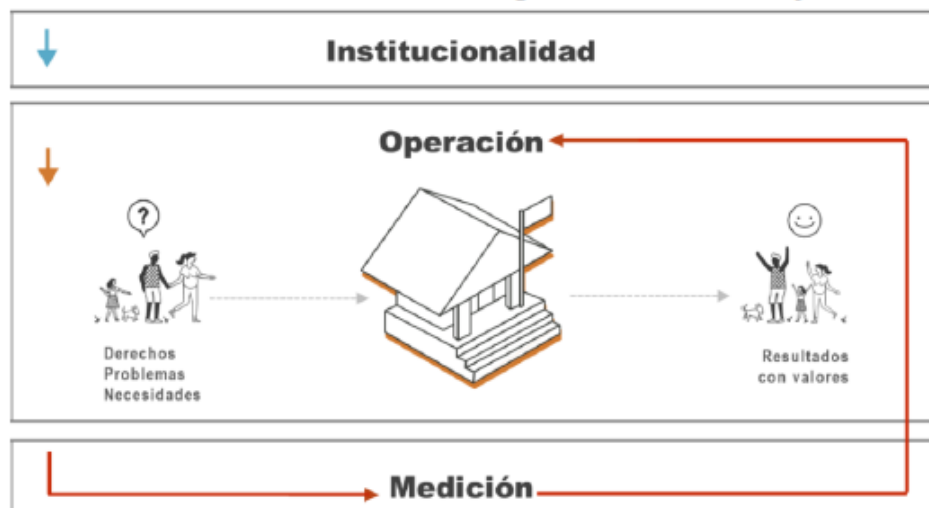 Institucionalidad
Operación
?
Derechos
Problemas
Necesidades
Resultados
con valores
Medición